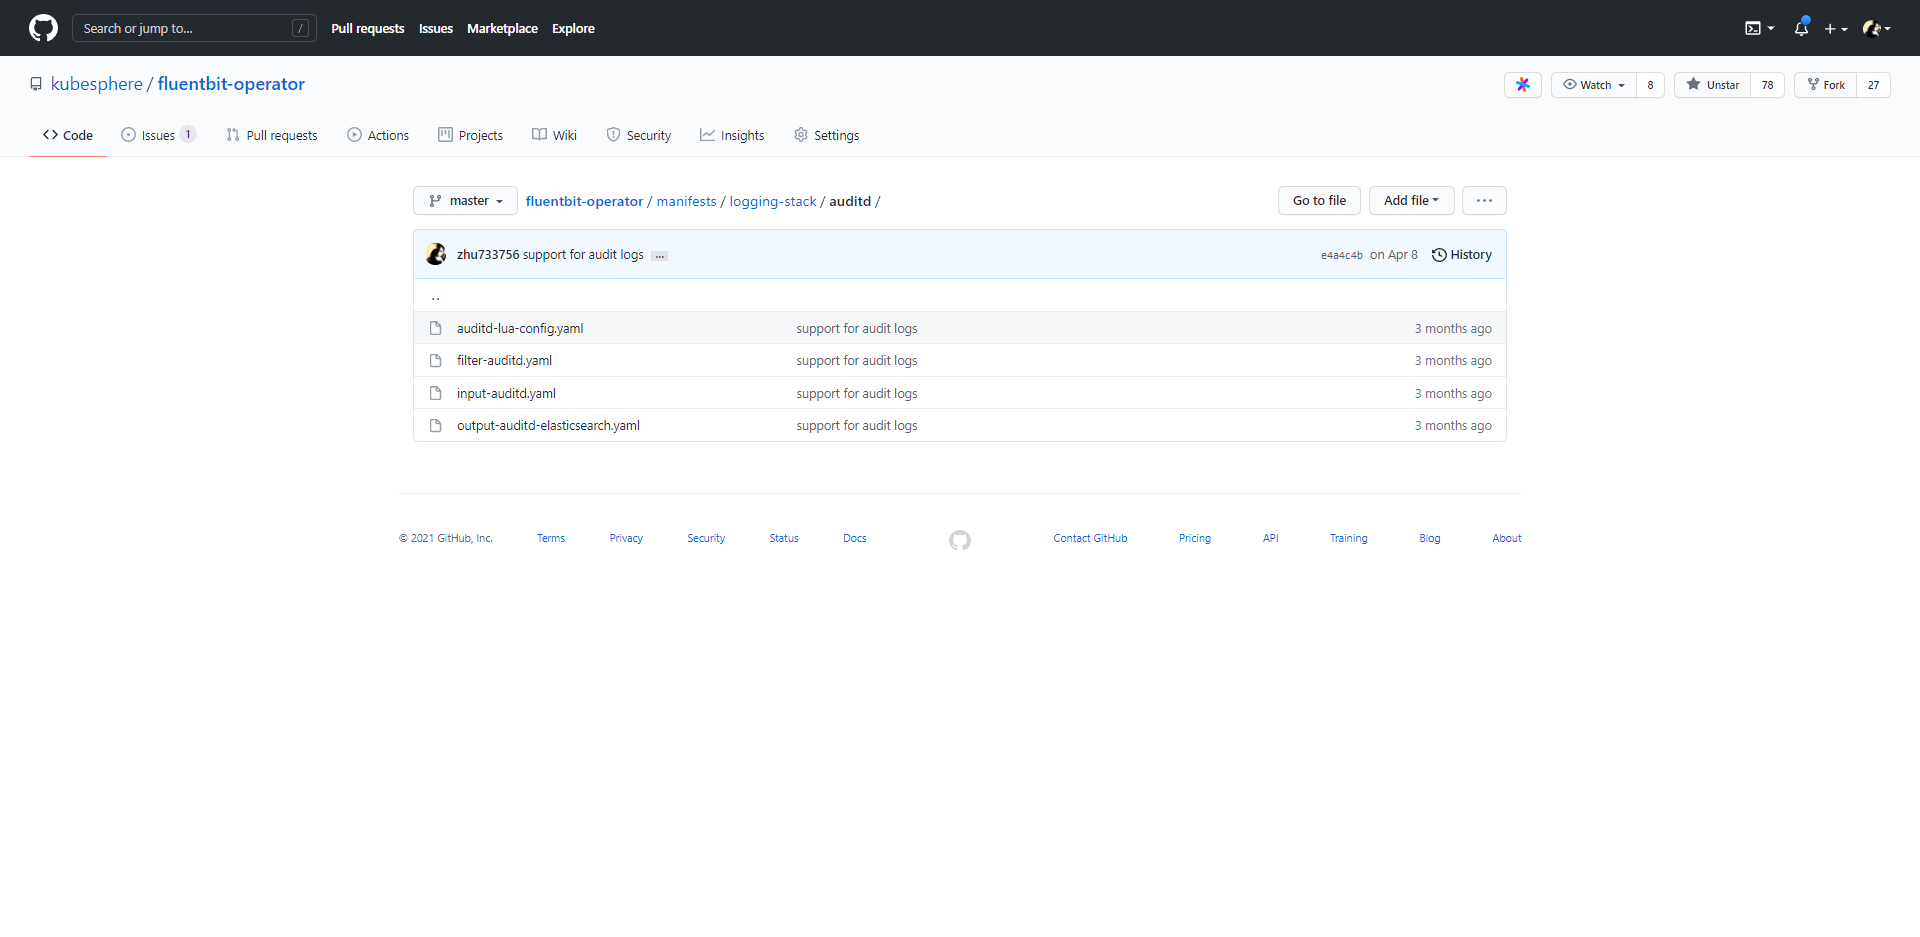 Search or jump to... /
Pull requests Issues Marketplace Explore
kubesphere / fluentbit-operator
Watch 8 Unstar 78 Fork 27
Code Issues 1 Pull requests Actions Projects Wiki Security Insights Settings
master fluentbit-operator / manifests / logging-stack / auditd /
Go to file Add file ...
zhu733756 support for audit logs ... e4a4c4b on Apr 8 History
..
auditd-lua-config.yaml support for audit logs 3 months ago
filter-auditd.yaml support for audit logs 3 months ago
input-auditd.yaml support for audit logs 3 months ago
output-auditd-elasticsearch.yaml support for audit logs 3 months ago
© 2021 GitHub, Inc. Terms Privacy Security Status Docs Contact GitHub Pricing API Training Blog About